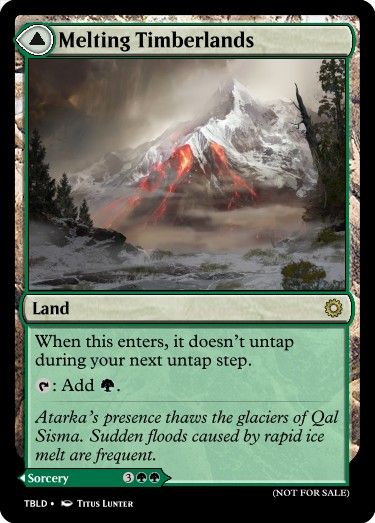 Melting Timberlands
Land
When this enters, it doesn't untap
during your next untap step.
: Add .
Atarka's presence thaws the glaciers of Qal
Sisma. Sudden floods caused by rapid ice
melt are frequent.
Sorcery 3
(NOT FOR SALE)
TBLD • TITUS LUNTER